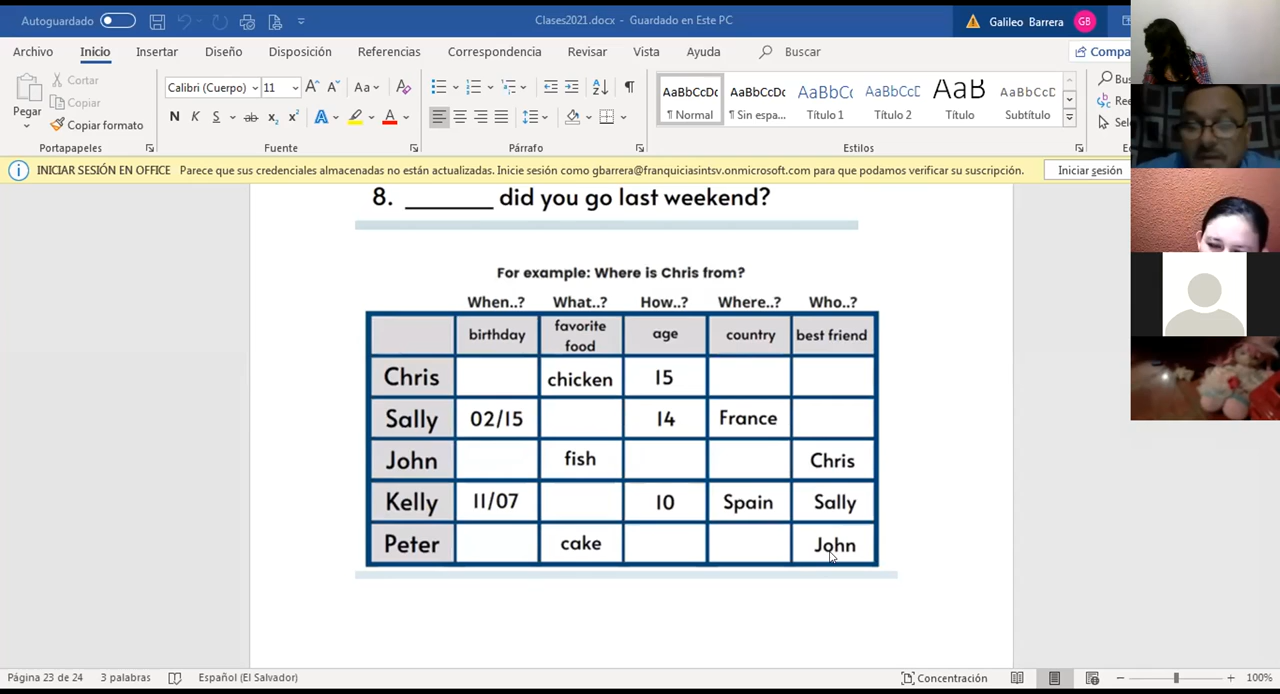 Autoguardado
Clases2021.docx - Guardado en Este PC
Galileo Barrera
GB
Archivo Inicio Insertar Diseño Disposición Referencias Correspondencia Revisar Vista Ayuda Buscar
Pegar
Cortar
Copiar
Copiar formato
Portapapeles
Calibri (Cuerpo) 11
Fuente
Párrafo
AaBbCcDc AaBbCcDc AaBbCc AaBbCcD AaB AaBbCcD
¶ Normal ¶ Sin espa... Título 1 Título 2 Título Subtítulo
Estilos
INICIAR SESIÓN EN OFFICE Parece que sus credenciales almacenadas no están actualizadas. Inicie sesión como gbarrera@franquiciasintsv.onmicrosoft.com para que podamos verificar su suscripción. Iniciar sesión
8. ________ did you go last weekend?
For example: Where is Chris from?
When..? What..? How..? Where..? Who..?
birthday favorite food age country best friend
Chris chicken 15
Sally 02/15 14 France
John fish Chris
Kelly 11/07 10 Spain Sally
Peter cake John
Página 23 de 24 3 palabras Español (El Salvador) Concentración 100%